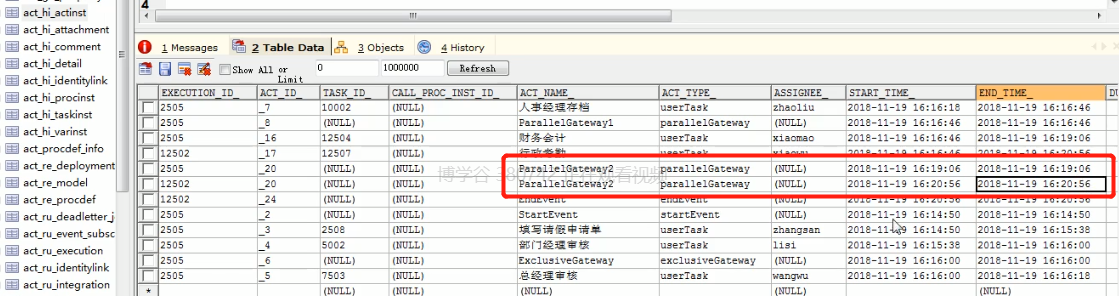 act_hi_actinst
act_hi_attachment
act_hi_comment
act_hi_detail
act_hi_identitylink
act_hi_procinst
act_hi_taskinst
act_hi_varinst
act_procdef_info
act_re_deployment
act_re_model
act_re_procdef
act_ru_deadletter_j
act_ru_event_subsc
act_ru_execution
act_ru_identitylink
act_ru_integration
4
1 Messages 2 Table Data 3 Objects 4 History
Show All or Limit 0 1000000 Refresh
EXECUTION_ID_ ACT_ID_ TASK_ID_ CALL_PROC_INST_ID_ ACT_NAME_ ACT_TYPE_ ASSIGNEE_ START_TIME_ END_TIME_ DU
2505 _7 10002 (NULL) 人事经理存档 userTask zhaoliu 2018-11-19 16:16:18 2018-11-19 16:16:46
2505 _8 (NULL) (NULL) ParallelGateway1 parallelGateway (NULL) 2018-11-19 16:16:46 2018-11-19 16:16:46
2505 _16 12504 (NULL) 财务会计 userTask xiaomao 2018-11-19 16:16:46 2018-11-19 16:19:06
12502 _17 12507 (NULL) 行政考勤 userTask xiaowu 2018-11-19 16:16:46 2018-11-19 16:20:56
2505 _20 (NULL) (NULL) ParallelGateway2 parallelGateway (NULL) 2018-11-19 16:19:06 2018-11-19 16:19:06
12502 _20 (NULL) (NULL) ParallelGateway2 parallelGateway (NULL) 2018-11-19 16:20:56 2018-11-19 16:20:56
12502 _24 (NULL) (NULL) EndEvent endEvent (NULL) 2018-11-19 16:20:56 2018-11-19 16:20:56
2505 _2 (NULL) (NULL) StartEvent startEvent (NULL) 2018-11-19 16:14:50 2018-11-19 16:14:50
2505 _3 2508 (NULL) 填写请假申请单 userTask zhangsan 2018-11-19 16:14:50 2018-11-19 16:15:38
2505 _4 5002 (NULL) 部门经理审核 userTask lisi 2018-11-19 16:15:38 2018-11-19 16:16:00
2505 _6 (NULL) (NULL) ExclusiveGateway exclusiveGateway (NULL) 2018-11-19 16:16:00 2018-11-19 16:16:00
2505 _5 7503 (NULL) 总经理审核 userTask wangwu 2018-11-19 16:16:00 2018-11-19 16:16:18
* (NULL) (NULL) (NULL) (NULL) (NULL)
博学谷
看视频